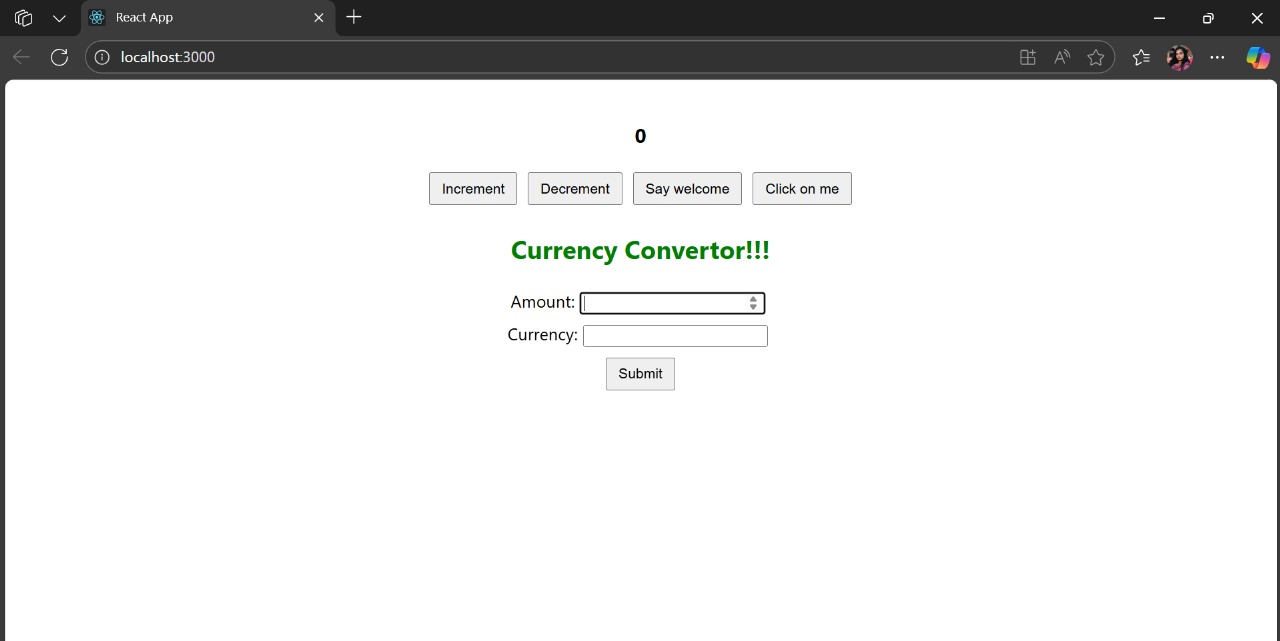 React App
localhost:3000
0
Increment Decrement Say welcome Click on me
Currency Convertor!!!
Amount:
Currency:
Submit